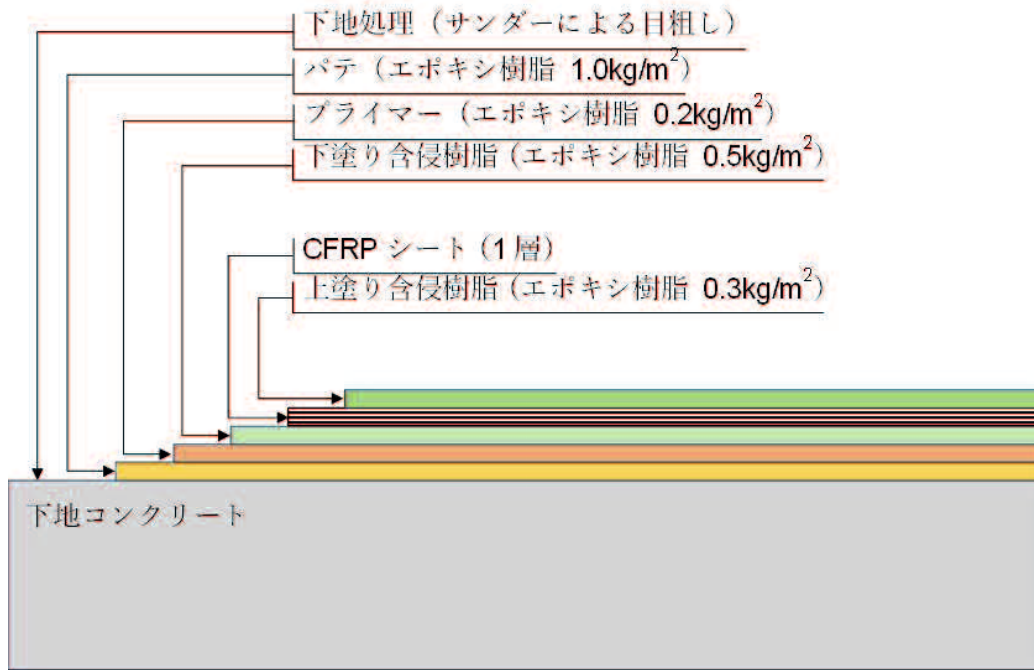 下地処理（サンダーによる目粗し）
パテ（エポキシ樹脂 1.0kg/m²）
プライマー（エポキシ樹脂 0.2kg/m²）
下塗り含侵樹脂（エポキシ樹脂 0.5kg/m²）
CFRP シート（1 層）
上塗り含侵樹脂（エポキシ樹脂 0.3kg/m²）
下地コンクリート